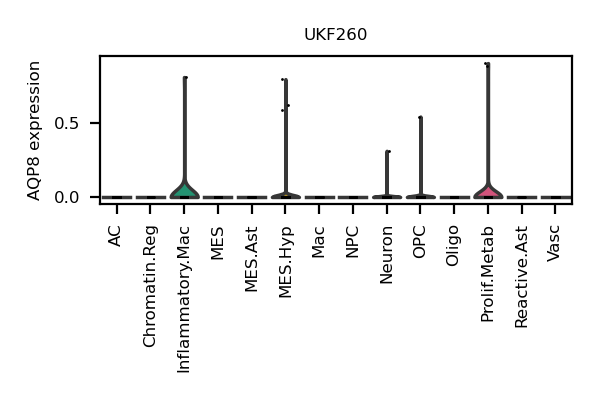 UKF260
AQP8 expression
0.5
0.0
AC
Chromatin.Reg
Inflammatory.Mac
MES
MES.Ast
MES.Hyp
Mac
NPC
Neuron
OPC
Oligo
Prolif.Metab
Reactive.Ast
Vasc